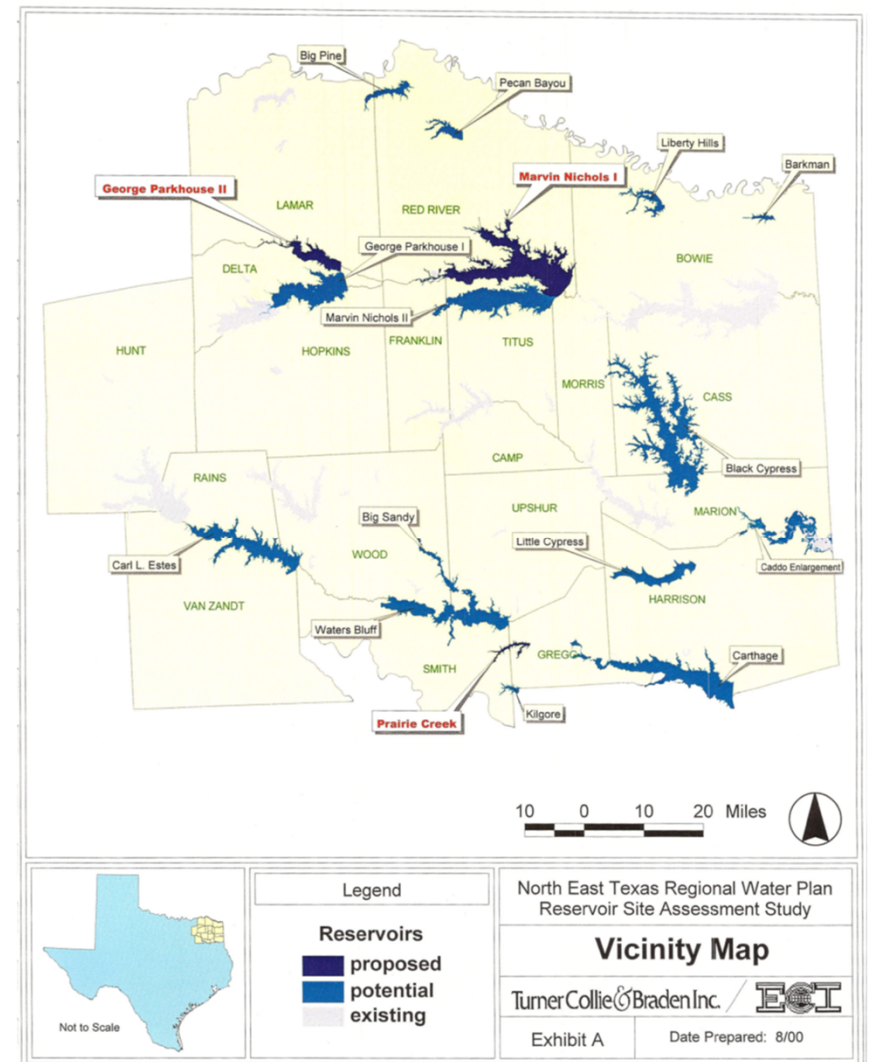 Big Pine
Pecan Bayou
Liberty Hills
Barkman
George Parkhouse II
Marvin Nichols I
LAMAR
RED RIVER
George Parkhouse I
DELTA
BOWIE
Marvin Nichols II
HUNT
HOPKINS
FRANKLIN
TITUS
MORRIS
CASS
Black Cypress
CAMP
RAINS
UPSHUR
MARION
Big Sandy
Little Cypress
WOOD
Carl L. Estes
Caddo Enlargement
HARRISON
VAN ZANDT
Waters Bluff
SMITH
GREGG
Carthage
Prairie Creek
Kilgore
10 0 10 20 Miles
Not to Scale
Legend
Reservoirs
proposed
potential
existing
North East Texas Regional Water Plan
Reservoir Site Assessment Study
Vicinity Map
Turner Collie & Braden Inc.
ECI
Exhibit A
Date Prepared: 8/00